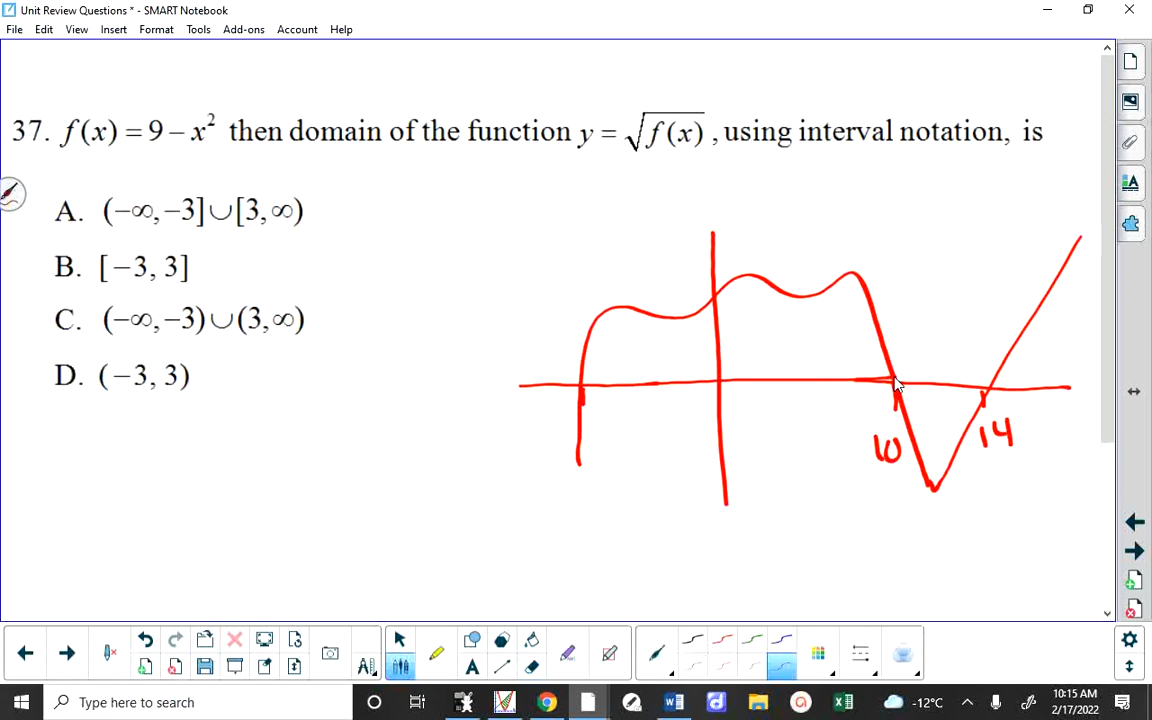 Unit Review Questions * - SMART Notebook
File Edit View Insert Format Tools Add-ons Account Help
37. f(x) = 9 − x² then domain of the function y = √f(x) , using interval notation, is
A. (−∞, −3]∪[3, ∞)
B. [−3, 3]
C. (−∞, −3)∪(3, ∞)
D. (−3, 3)
10
14
Type here to search
-12°C
10:15 AM
2/17/2022